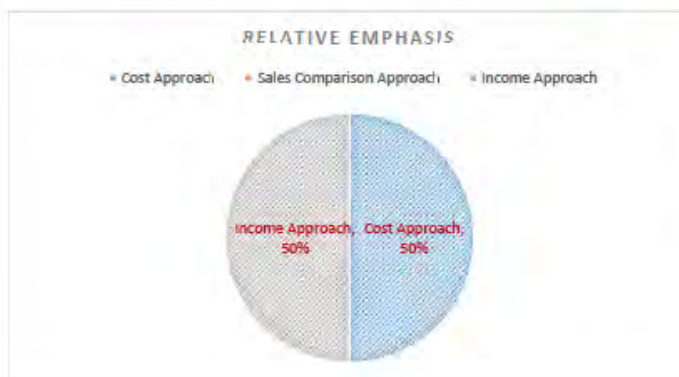 RELATIVE EMPHASIS
Cost Approach Sales Comparison Approach Income Approach
Income Approach, Cost Approach,
50% 50%